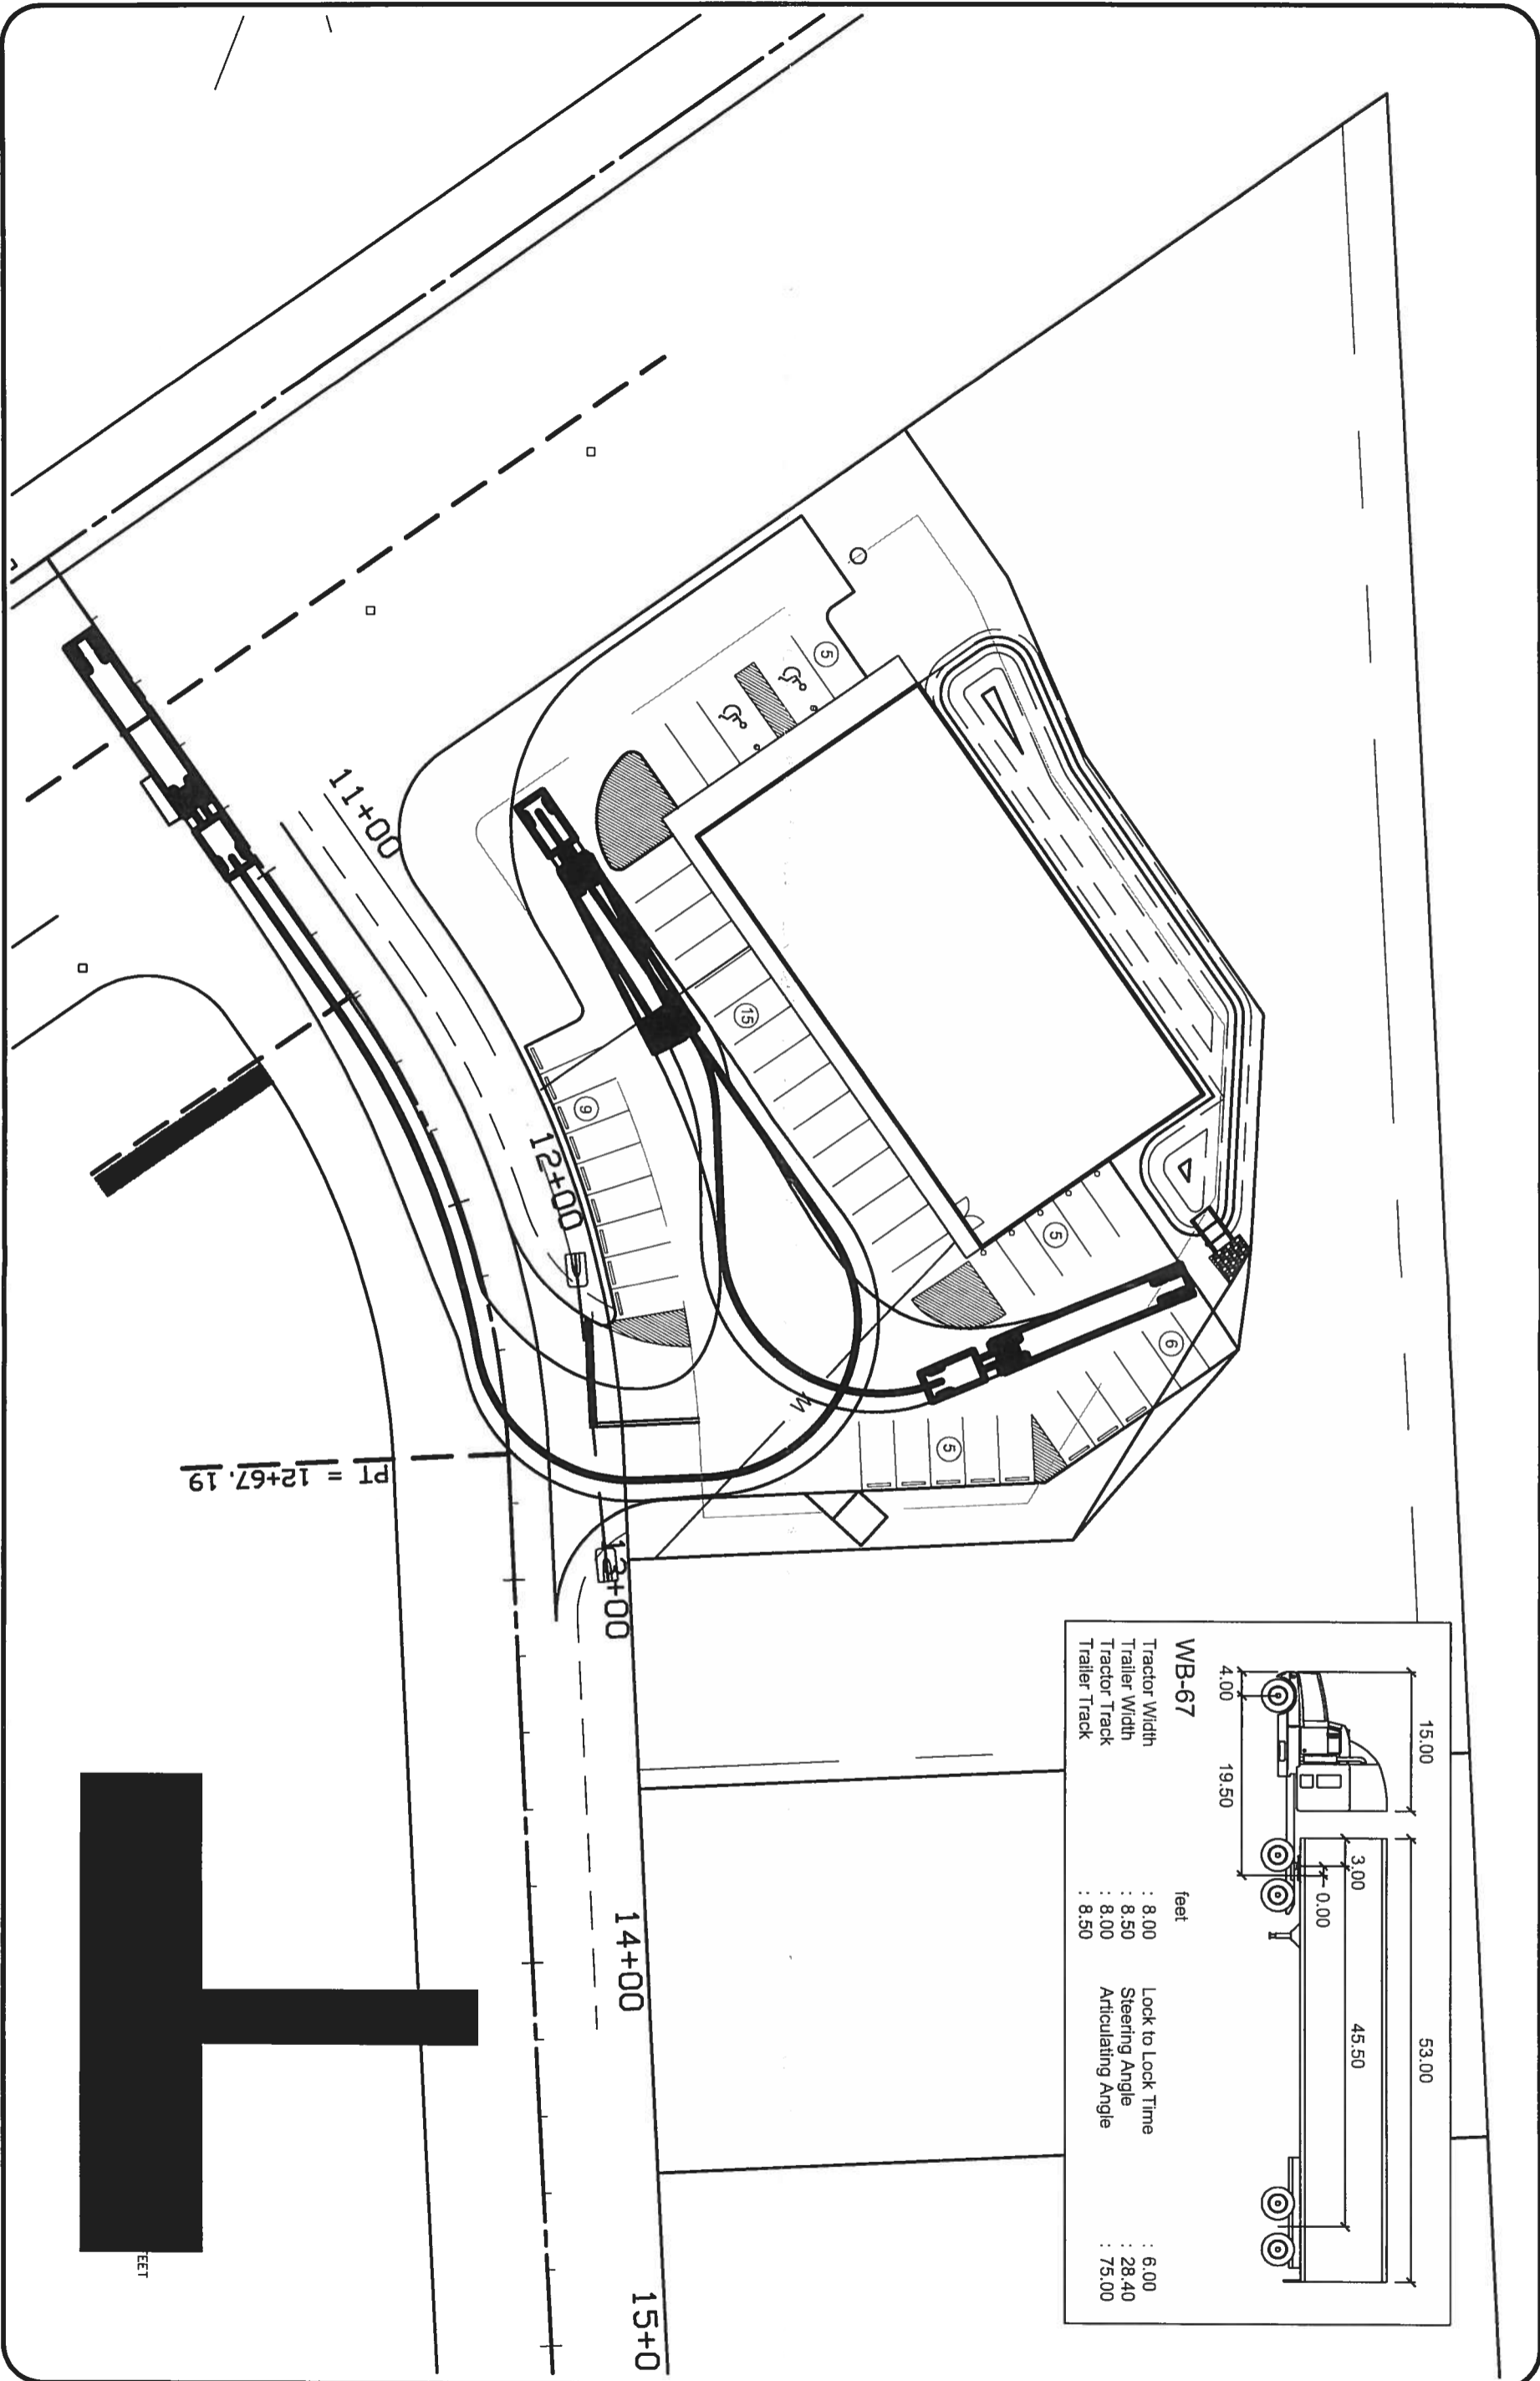 11+00
12+00
13+00
14+00
15+0
PT = 12+67.19
5
15
9
5
6
5
15.00
53.00
4.00
19.50
3.00
0.00
45.50
WB-67
feet
Tractor Width : 8.00 Lock to Lock Time : 6.00
Trailer Width : 8.50 Steering Angle : 28.40
Tractor Track : 8.00 Articulating Angle : 75.00
Trailer Track : 8.50